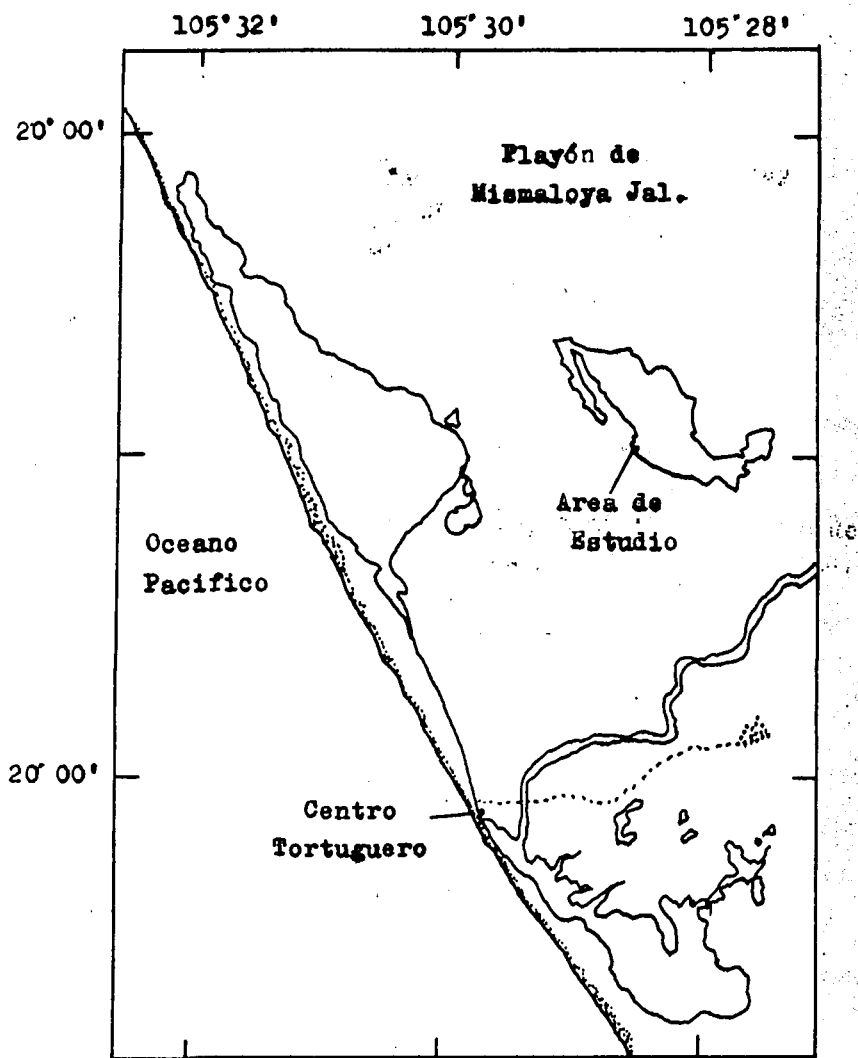 105° 32' 105° 30' 105° 28'
20° 00'
Playón de
Mismaloya Jal.
Area de
Estudio
Oceano
Pacifico
20° 00'
Centro
Tortuguero